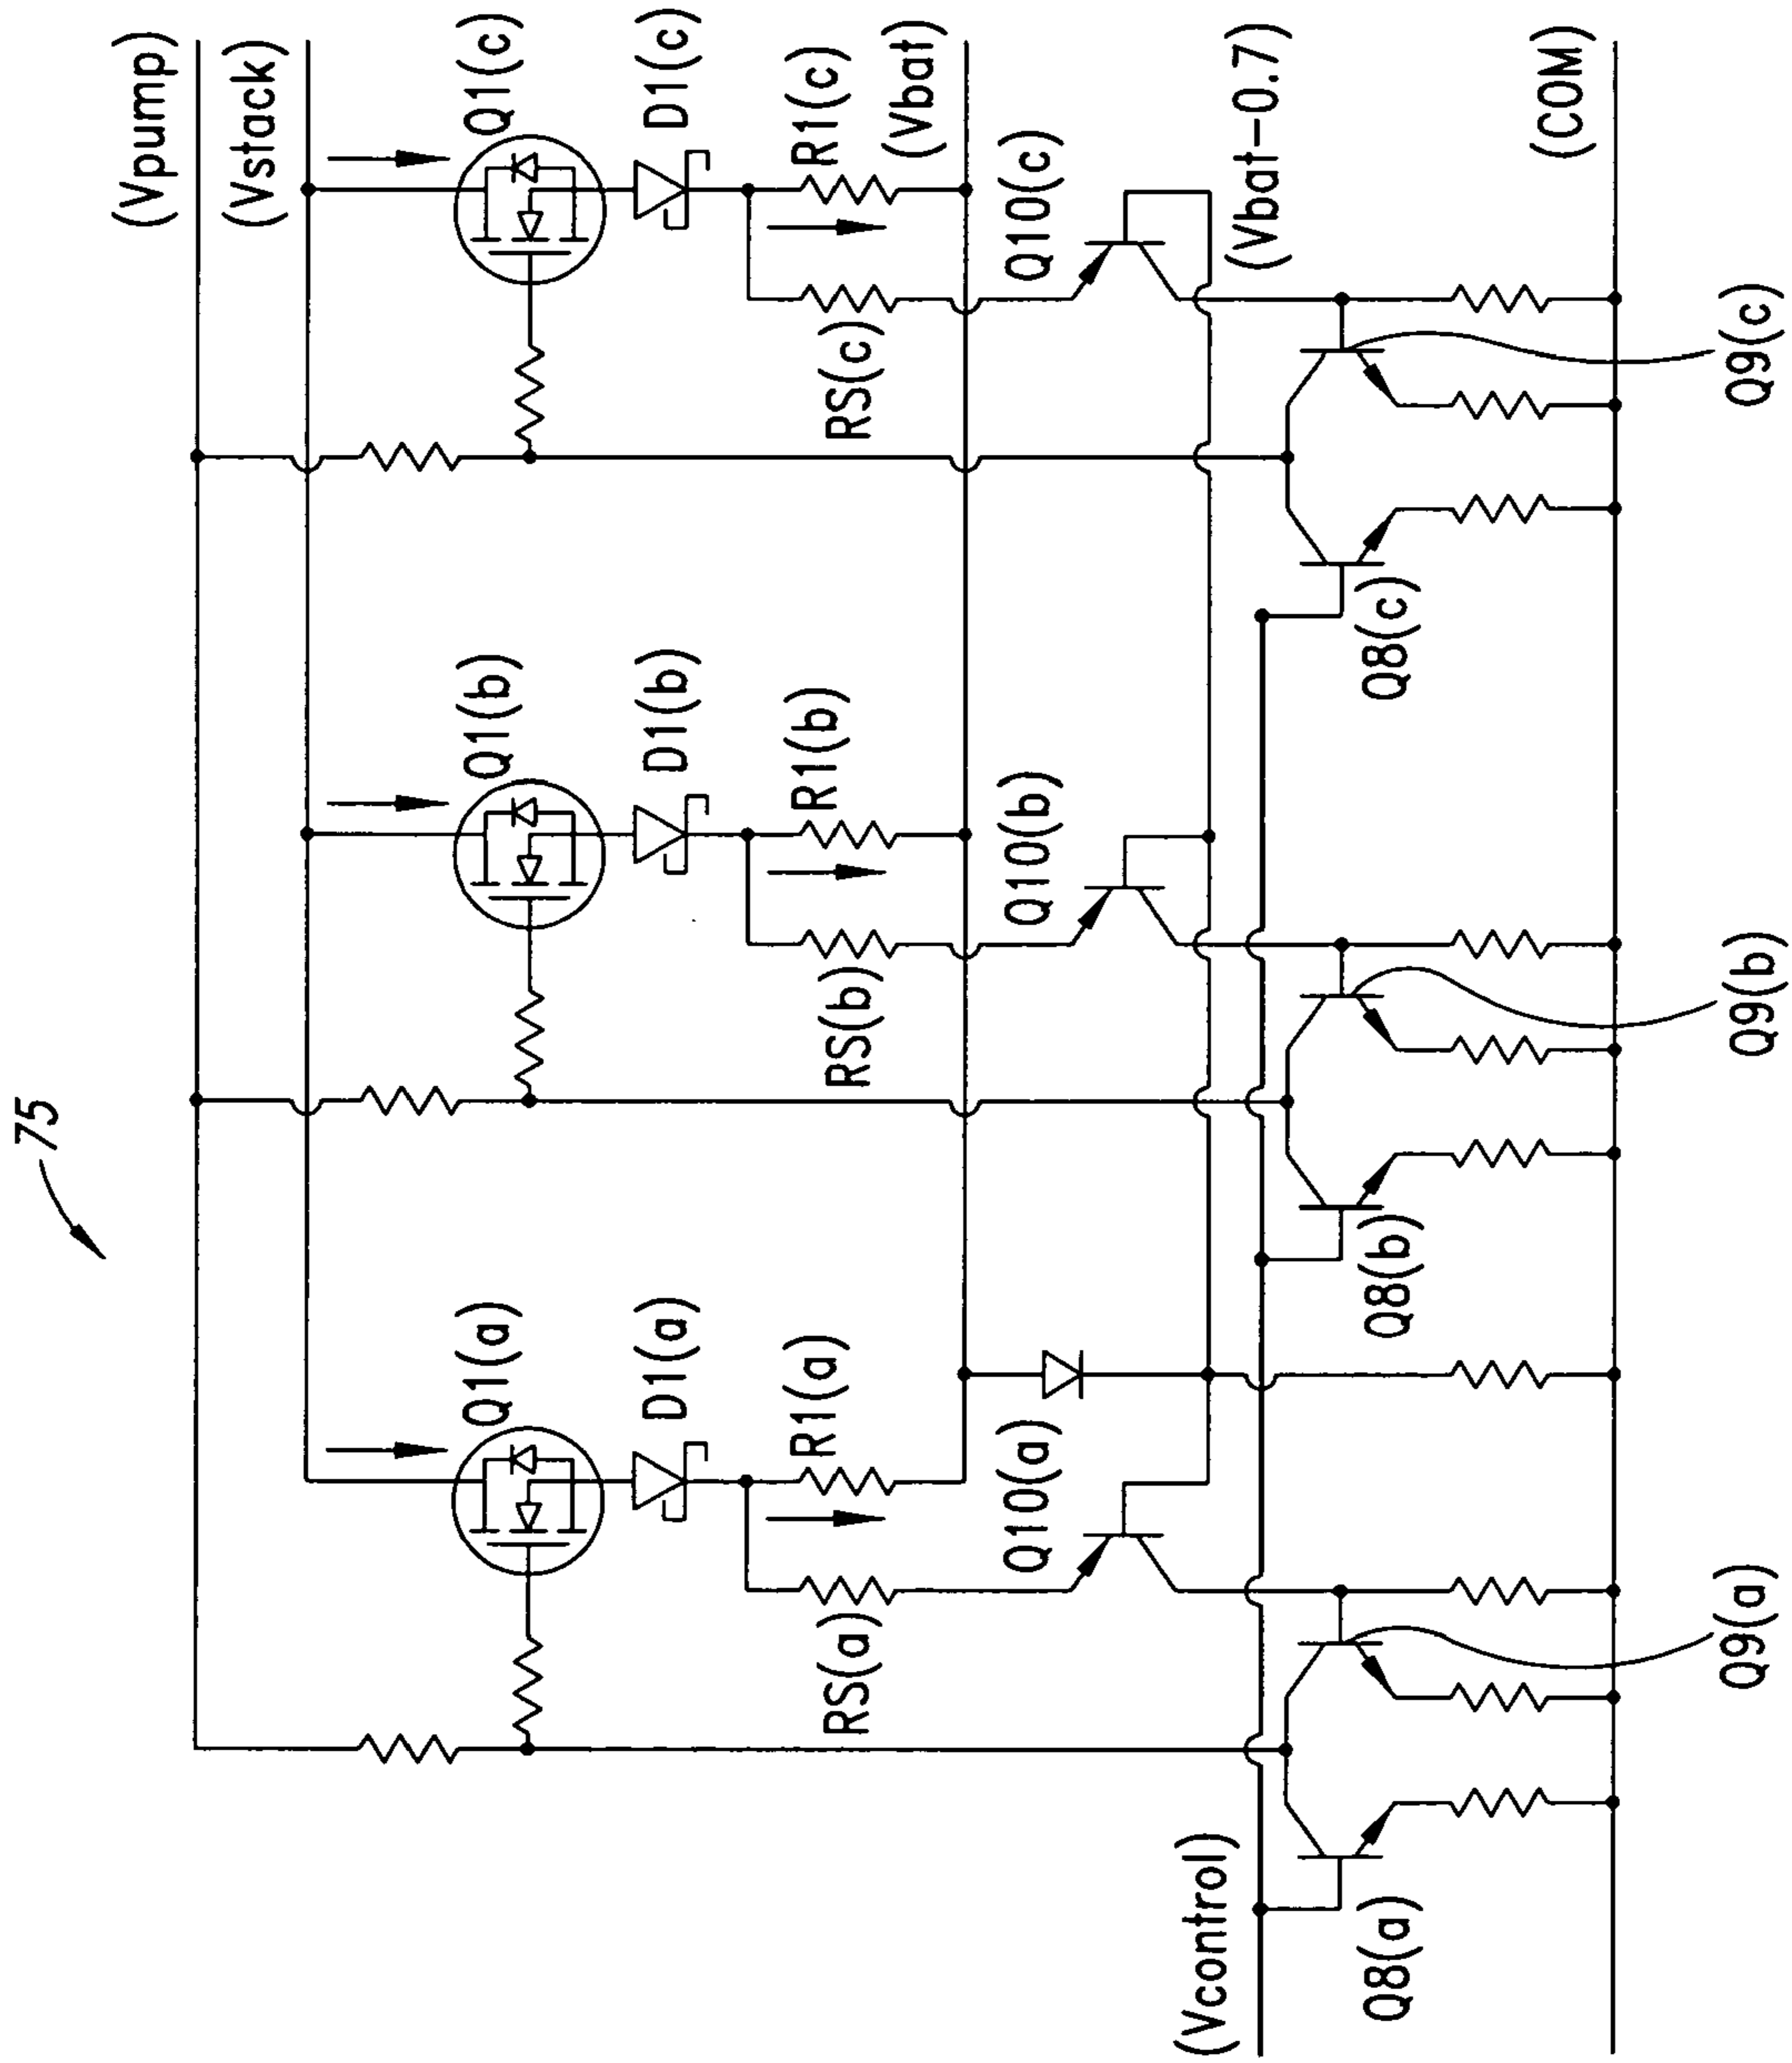 75
(Vpump)
(Vstack)
Q1(a)
Q1(b)
Q1(c)
D1(a)
D1(b)
D1(c)
R1(a)
R1(b)
R1(c)
RS(a)
RS(b)
RS(c)
(Vbat)
Q10(a)
Q10(b)
Q10(c)
(Vbat-0.7)
(Vcontrol)
Q8(a)
Q8(b)
Q8(c)
(COM)
Q9(a)
Q9(b)
Q9(c)